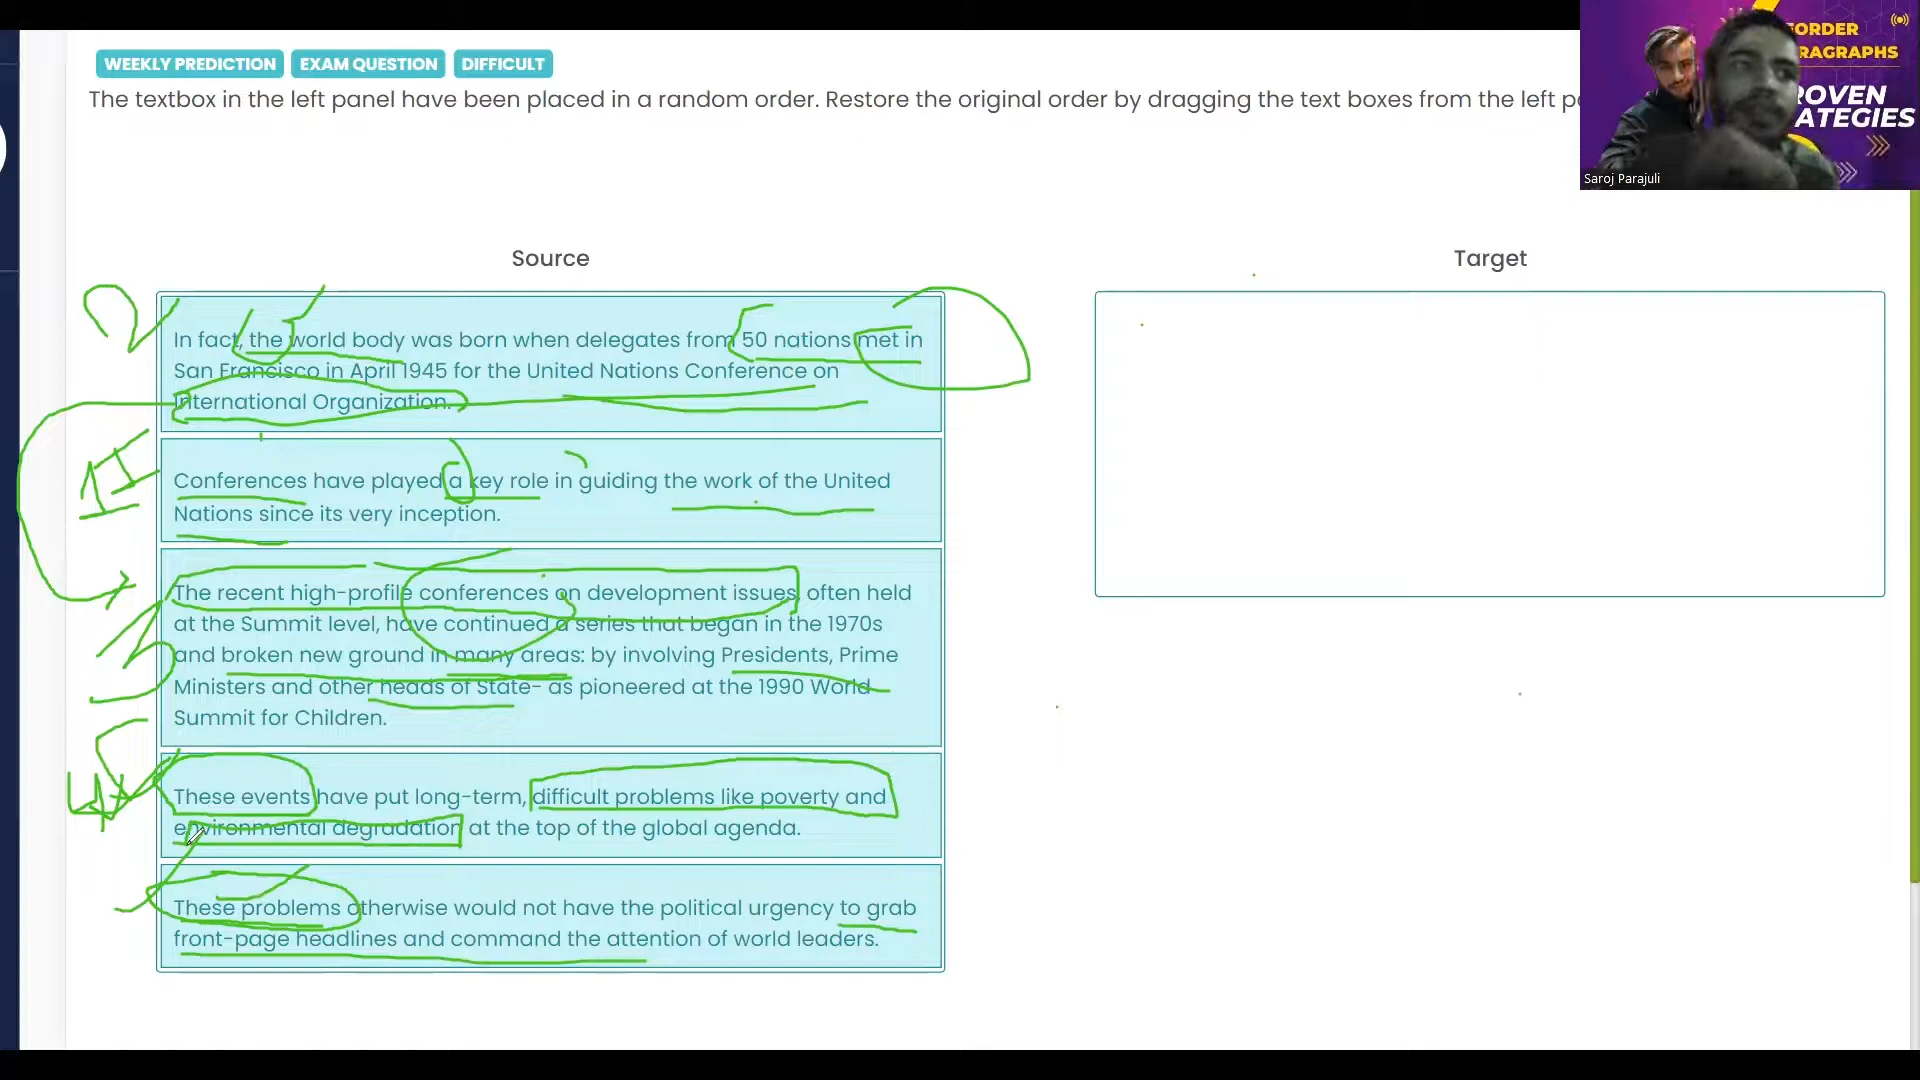 WEEKLY PREDICTION EXAM QUESTION DIFFICULT
The textbox in the left panel have been placed in a random order. Restore the original order by dragging the text boxes from the left
ORDER
RAGRAPHS
ROVEN
ATEGIES
Saroj Parajuli
Source
Target
2
In fact, the world body was born when delegates from 50 nations met in
San Francisco in April 1945 for the United Nations Conference on
International Organization.
1
Conferences have played a key role in guiding the work of the United
Nations since its very inception.
3
The recent high-profile conferences on development issues, often held
at the Summit level, have continued a series that began in the 1970s
and broken new ground in many areas: by involving Presidents, Prime
Ministers and other heads of State- as pioneered at the 1990 World
Summit for Children.
4
These events have put long-term, difficult problems like poverty and
environmental degradation at the top of the global agenda.
These problems otherwise would not have the political urgency to grab
front-page headlines and command the attention of world leaders.